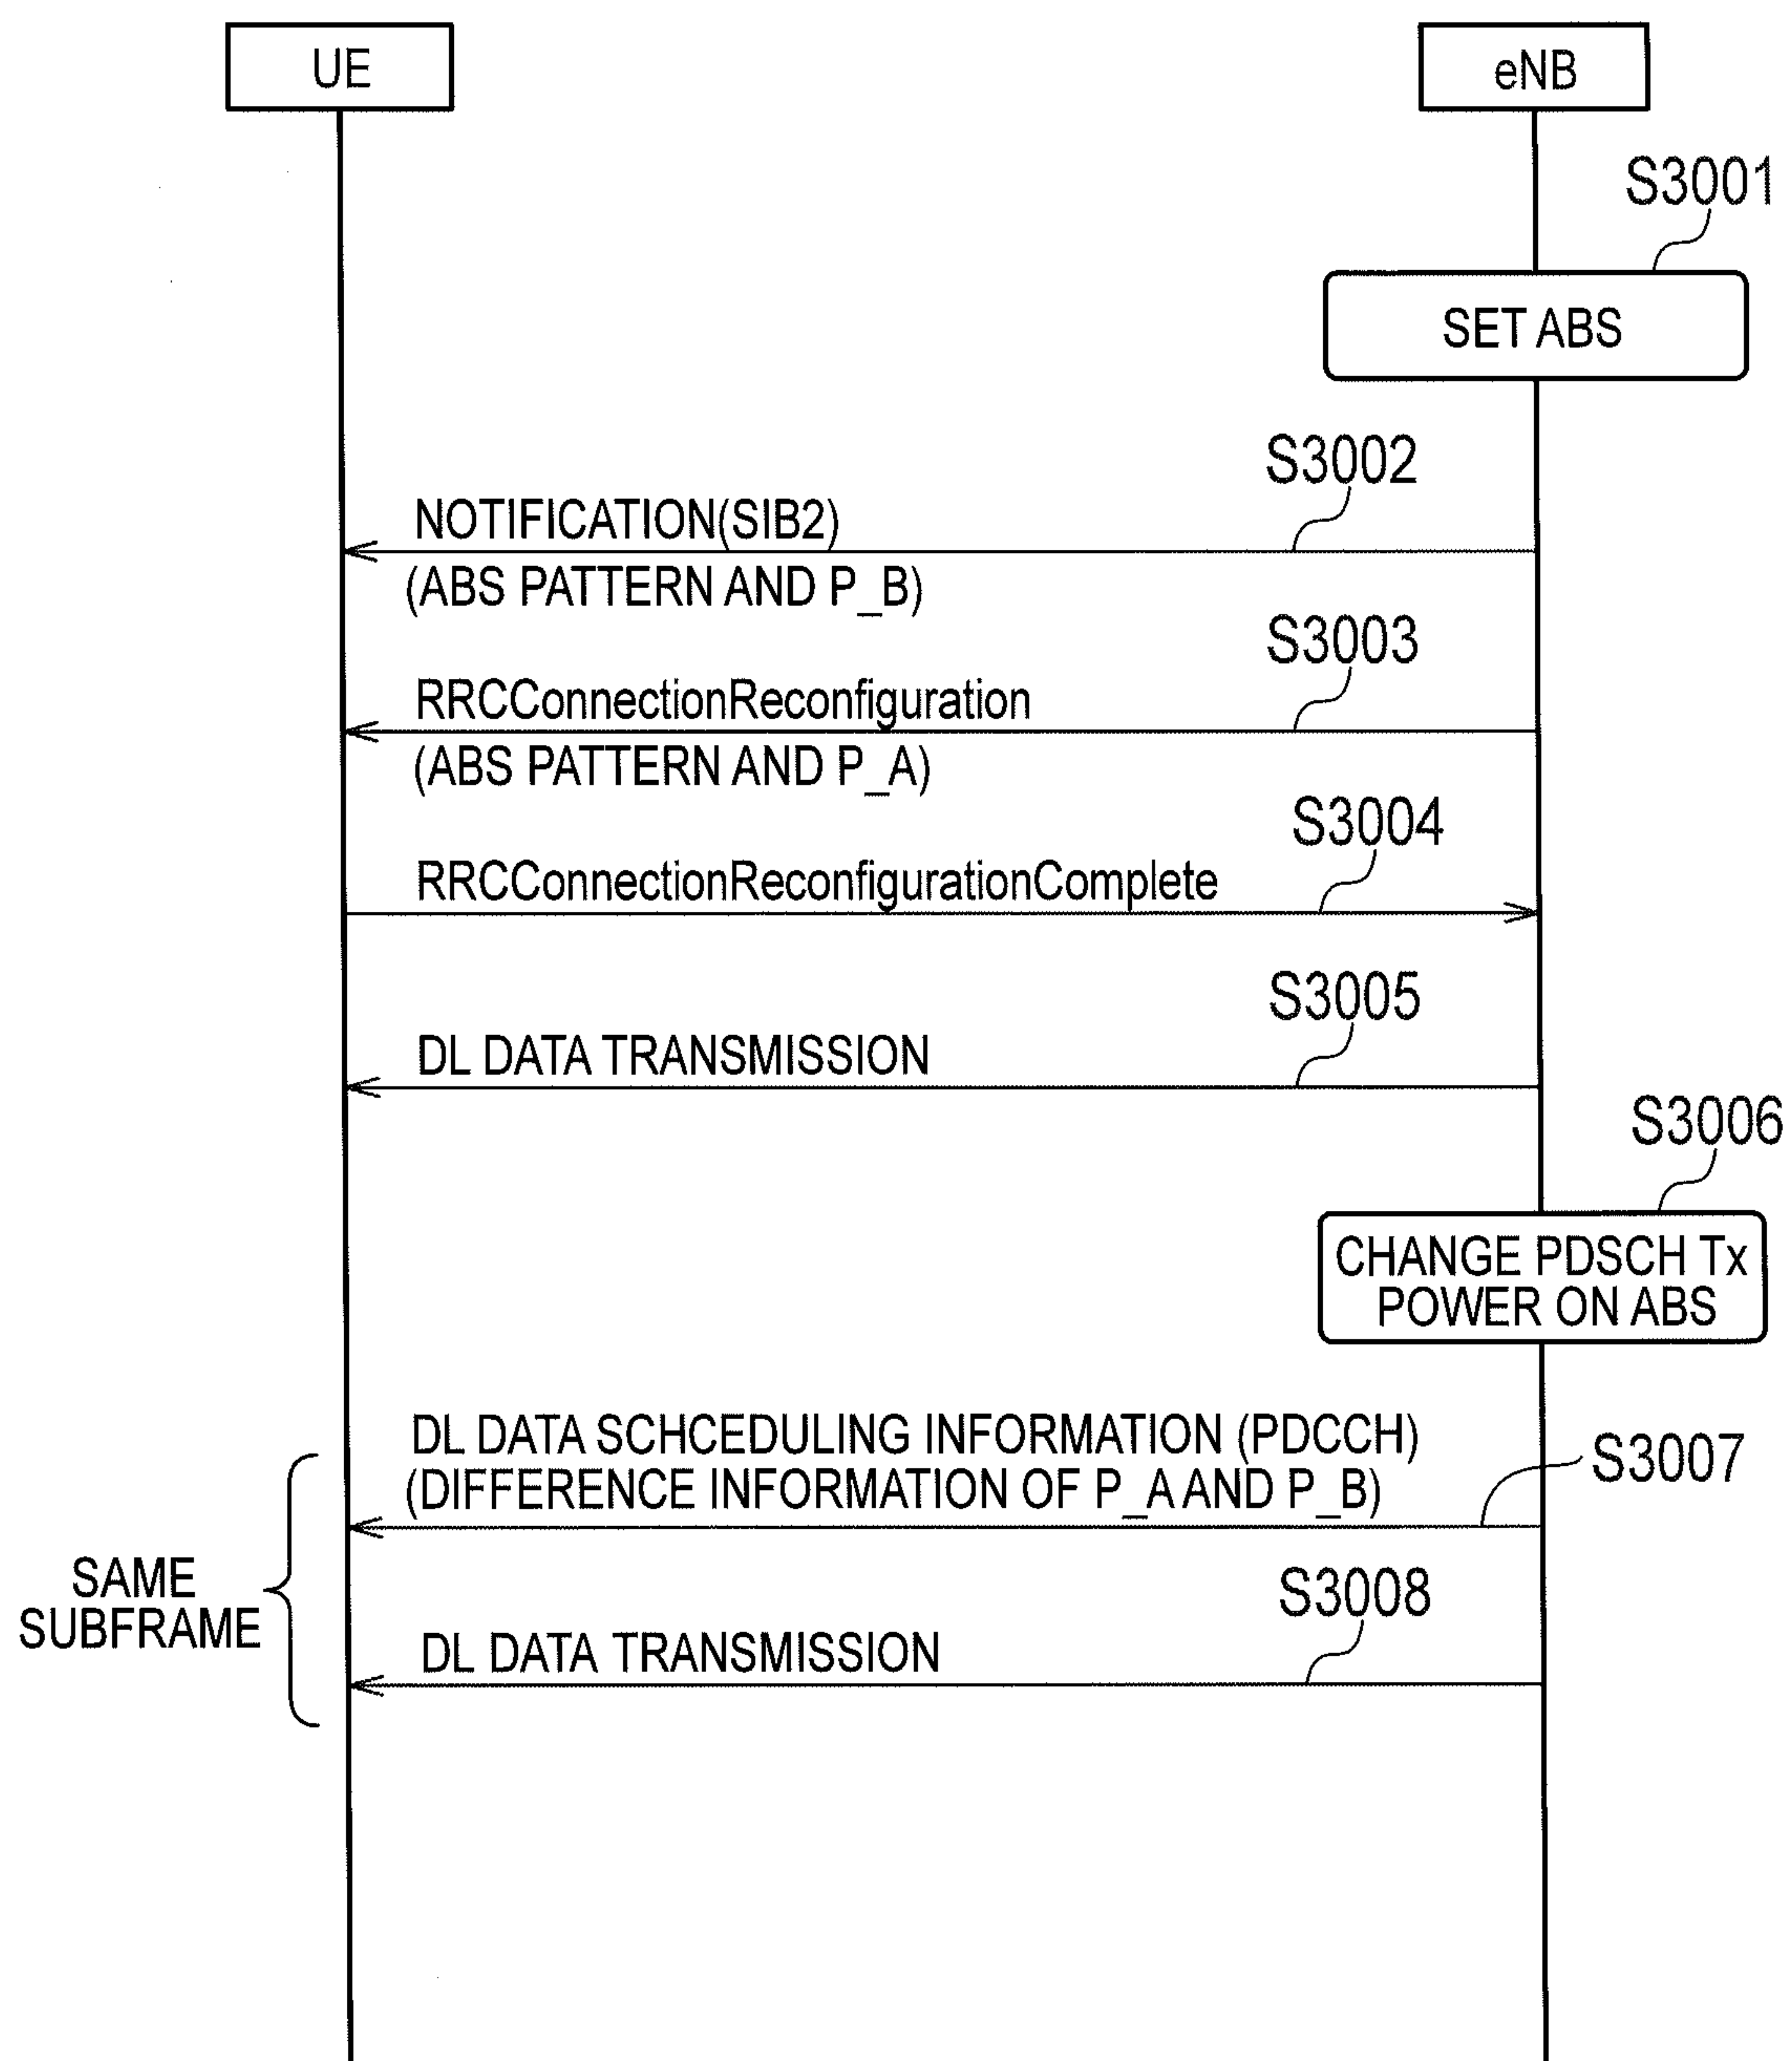 UE
eNB
S3001
SET ABS
S3002
NOTIFICATION(SIB2)
(ABS PATTERN AND P_B)
S3003
RRCConnectionReconfiguration
(ABS PATTERN AND P_A)
S3004
RRCConnectionReconfigurationComplete
S3005
DL DATA TRANSMISSION
S3006
CHANGE PDSCH Tx
POWER ON ABS
DL DATA SCHCEDULING INFORMATION (PDCCH)
(DIFFERENCE INFORMATION OF P_A AND P_B)
S3007
SAME
SUBFRAME
S3008
DL DATA TRANSMISSION